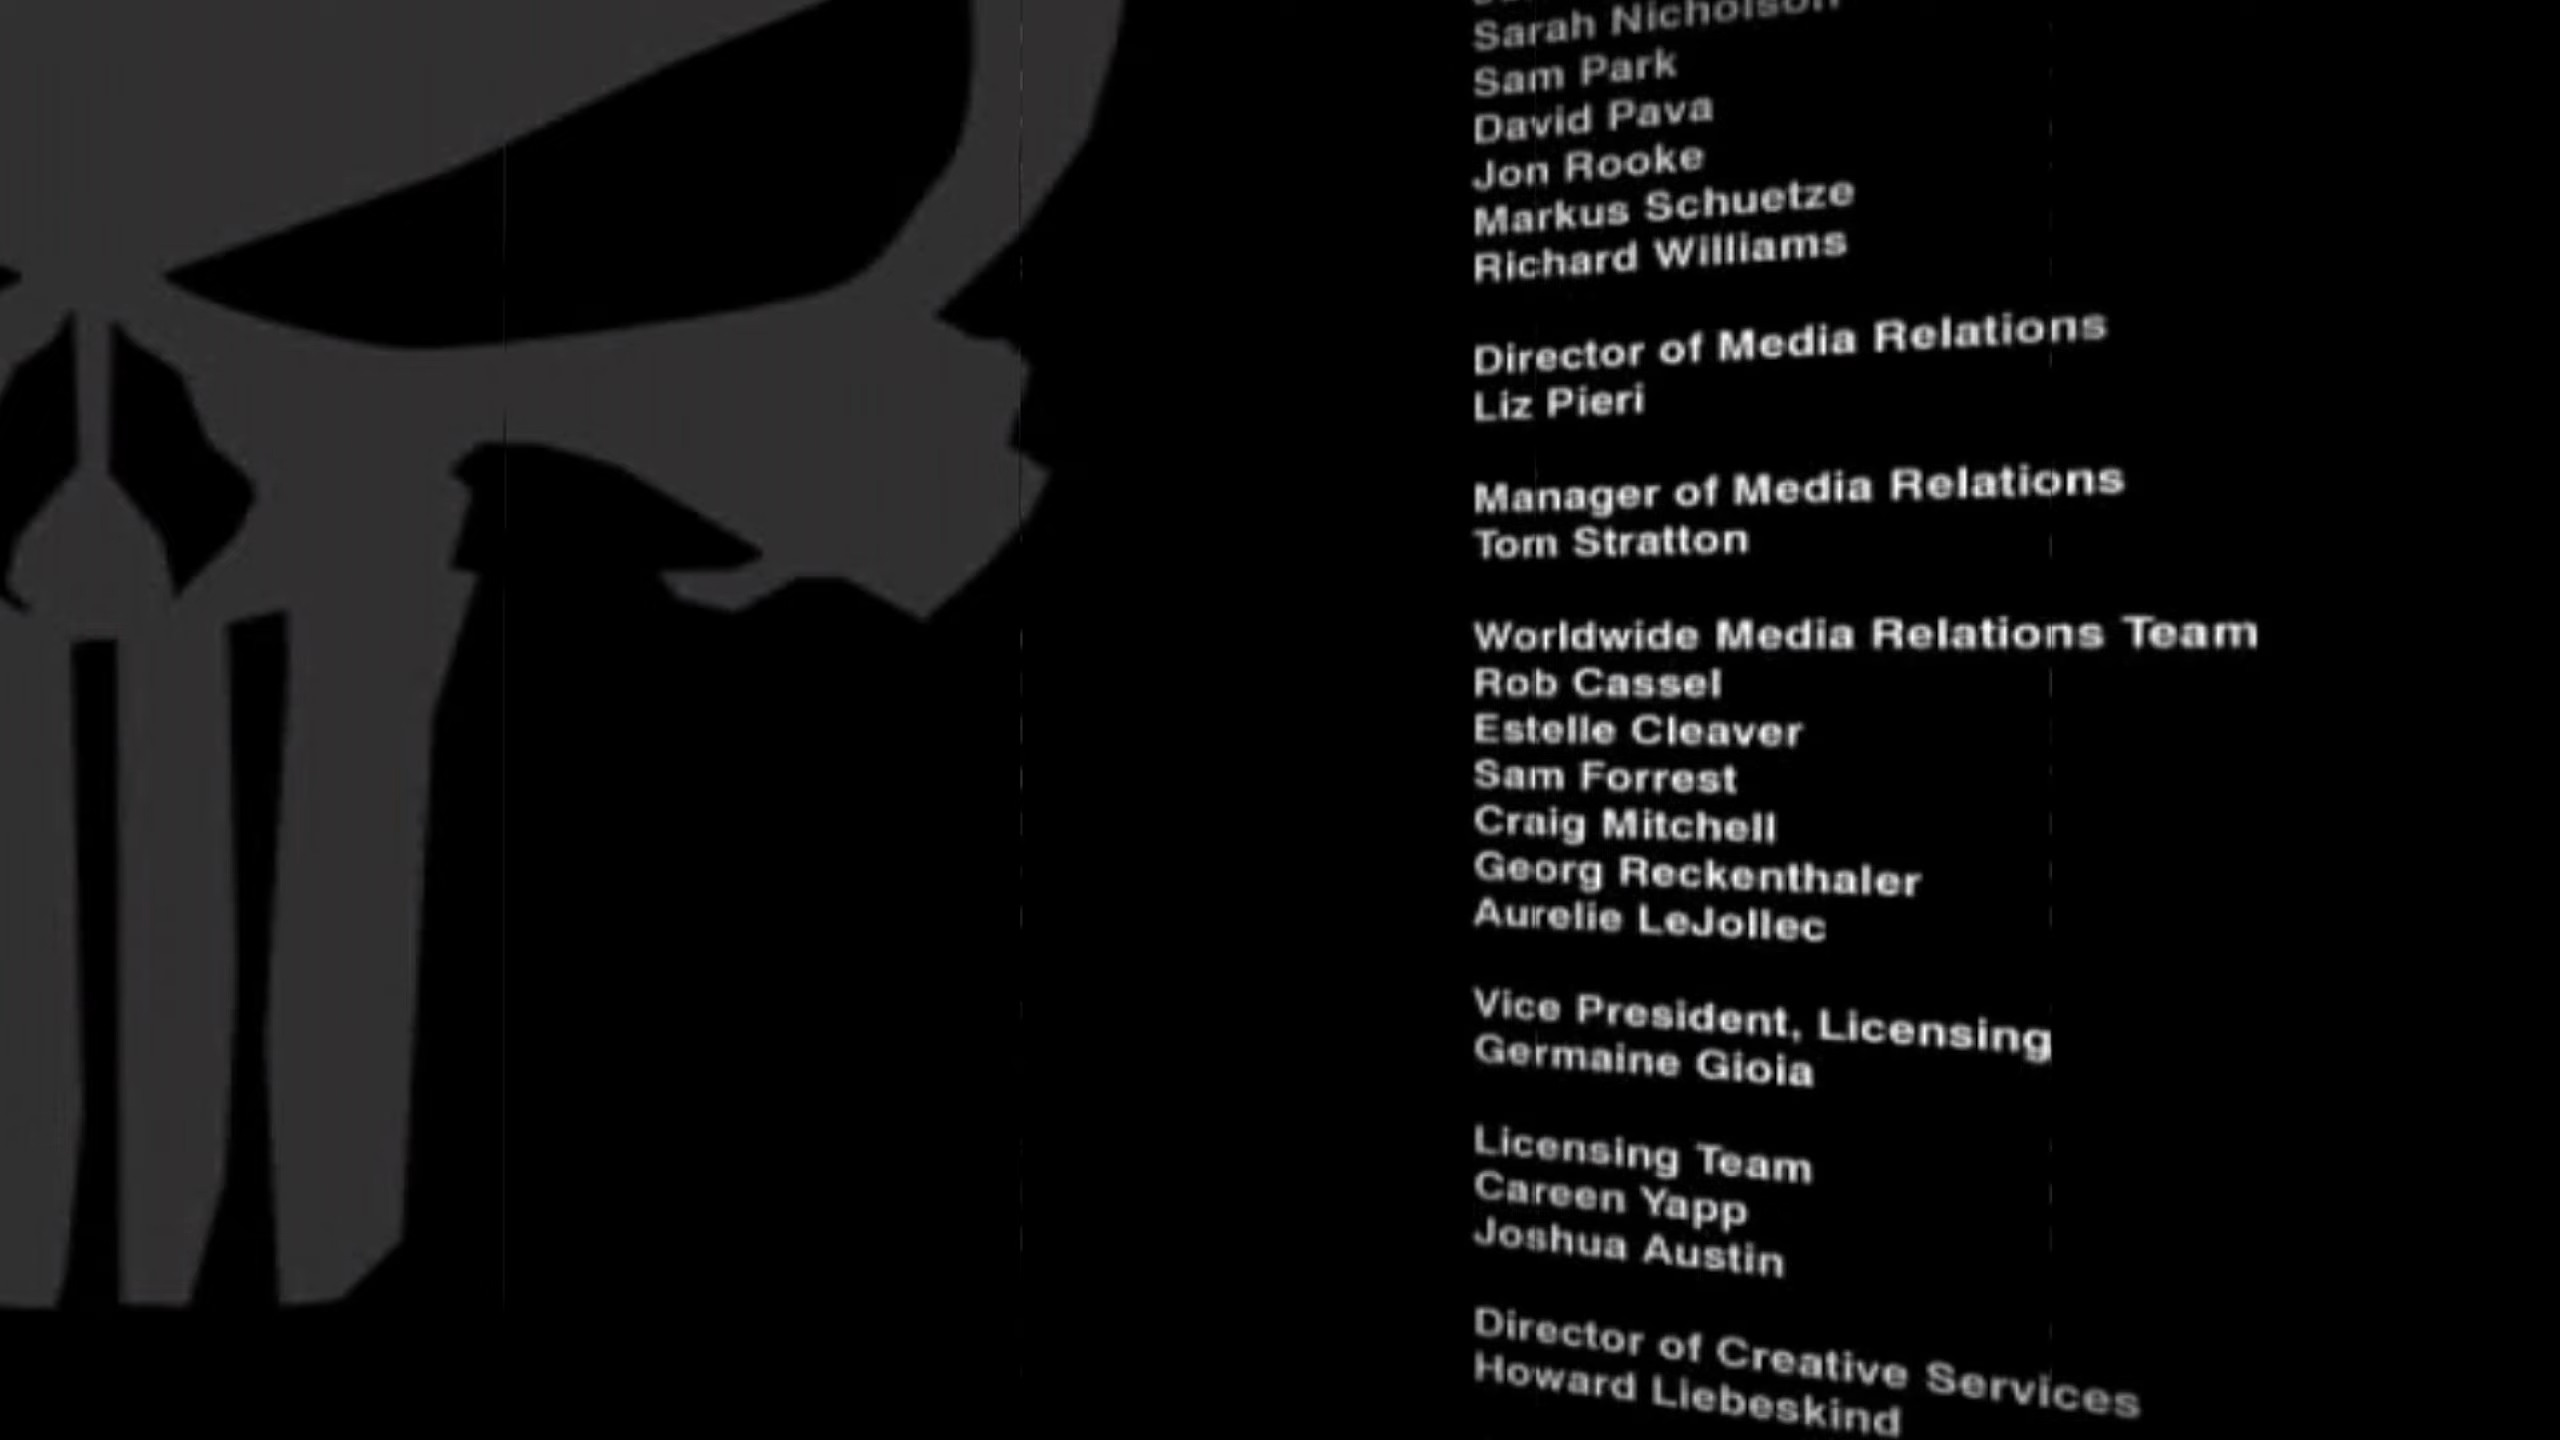 Sarah Nicholson
Sam Park
David Pava
Jon Rooke
Markus Schuetze
Richard Williams
Director of Media Relations
Liz Pieri
Manager of Media Relations
Tom Stratton
Worldwide Media Relations Team
Rob Cassel
Estelle Cleaver
Sam Forrest
Craig Mitchell
Georg Reckenthaler
Aurelie LeJollec
Vice President, Licensing
Germaine Gioia
Licensing Team
Careen Yapp
Joshua Austin
Director of Creative Services
Howard Liebeskind